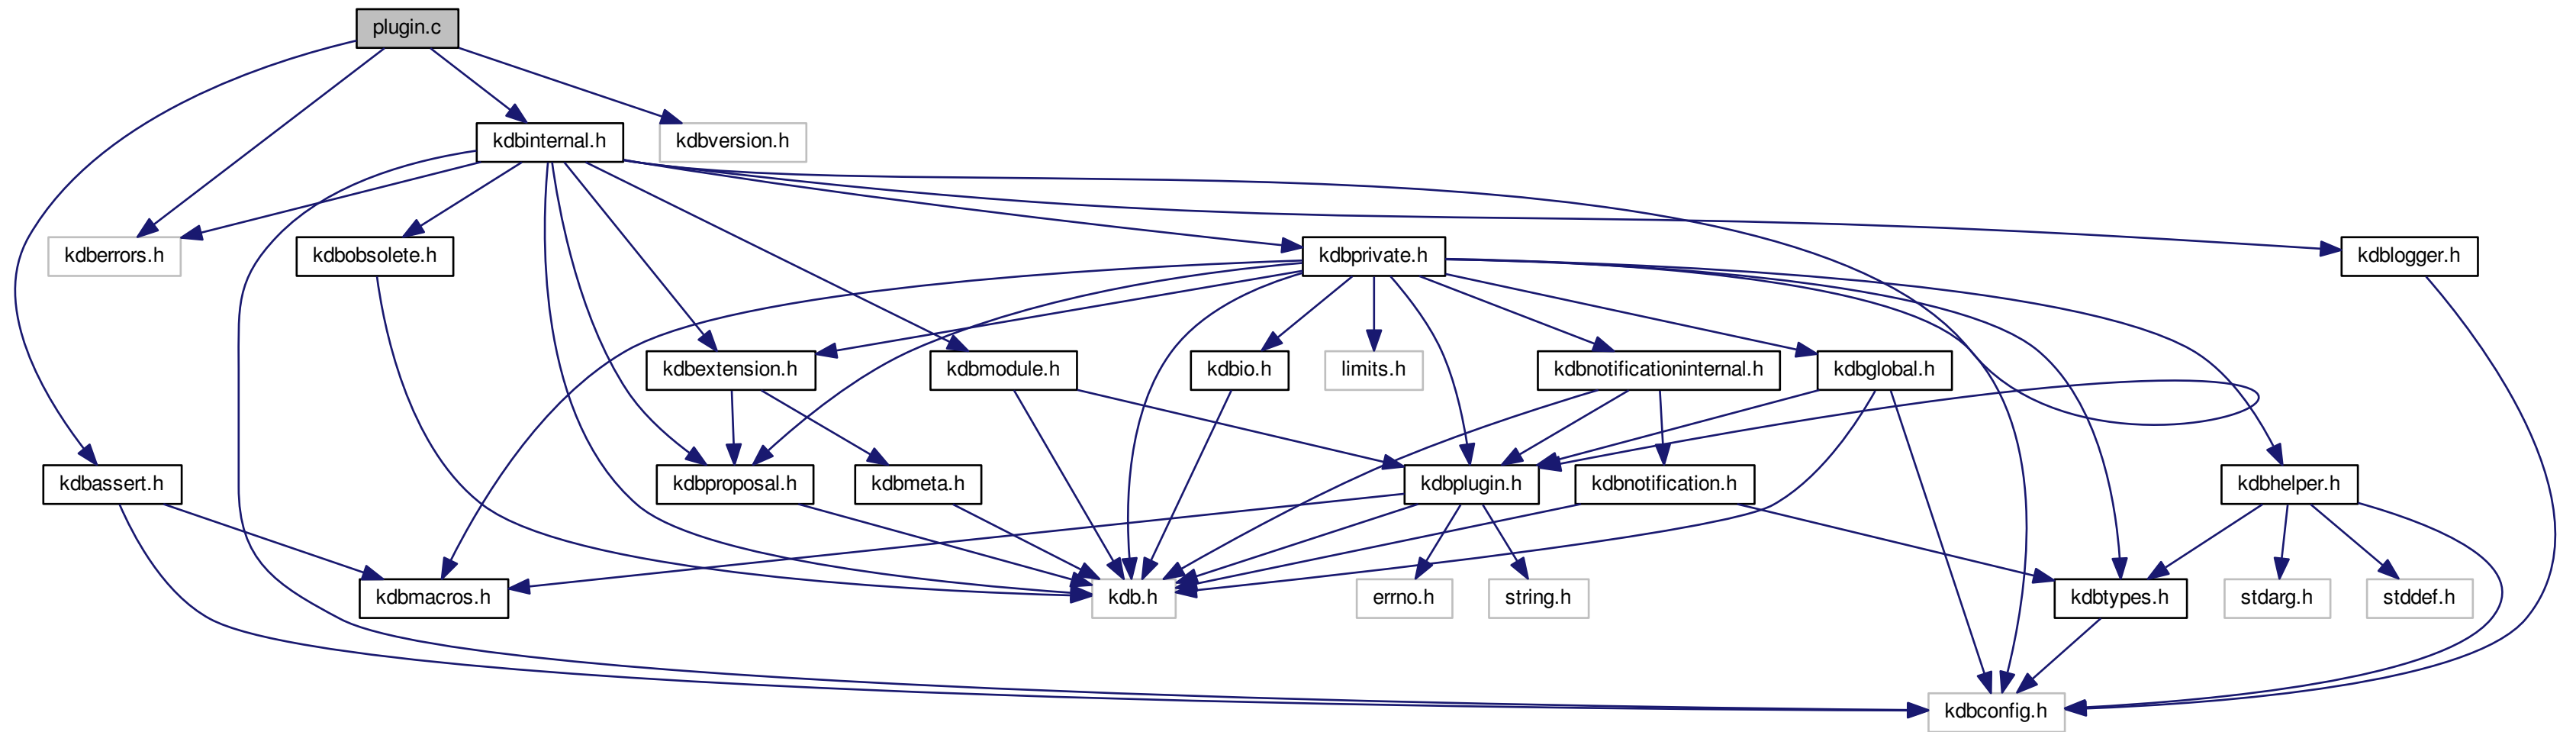 plugin.c
kdbinternal.h
kdbversion.h
kdberrors.h
kdbobsolete.h
kdbprivate.h
kdblogger.h
kdbextension.h
kdbmodule.h
kdbio.h
limits.h
kdbnotificationinternal.h
kdbglobal.h
kdbassert.h
kdbproposal.h
kdbmeta.h
kdbplugin.h
kdbnotification.h
kdbhelper.h
kdbmacros.h
kdb.h
errno.h
string.h
kdbtypes.h
stdarg.h
stddef.h
kdbconfig.h